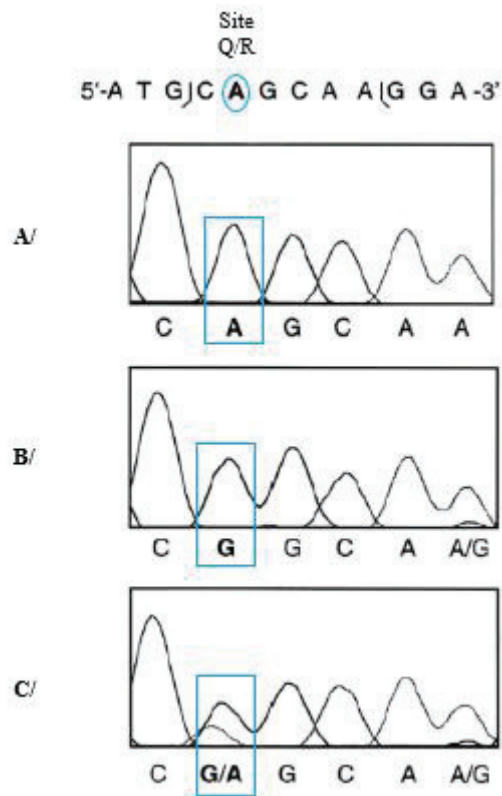 Site
Q/R
5'-A T G C A G C A A G G A -3'
A/
C A G C A A
B/
C G G C A A/G
C/
C G/A G C A A/G